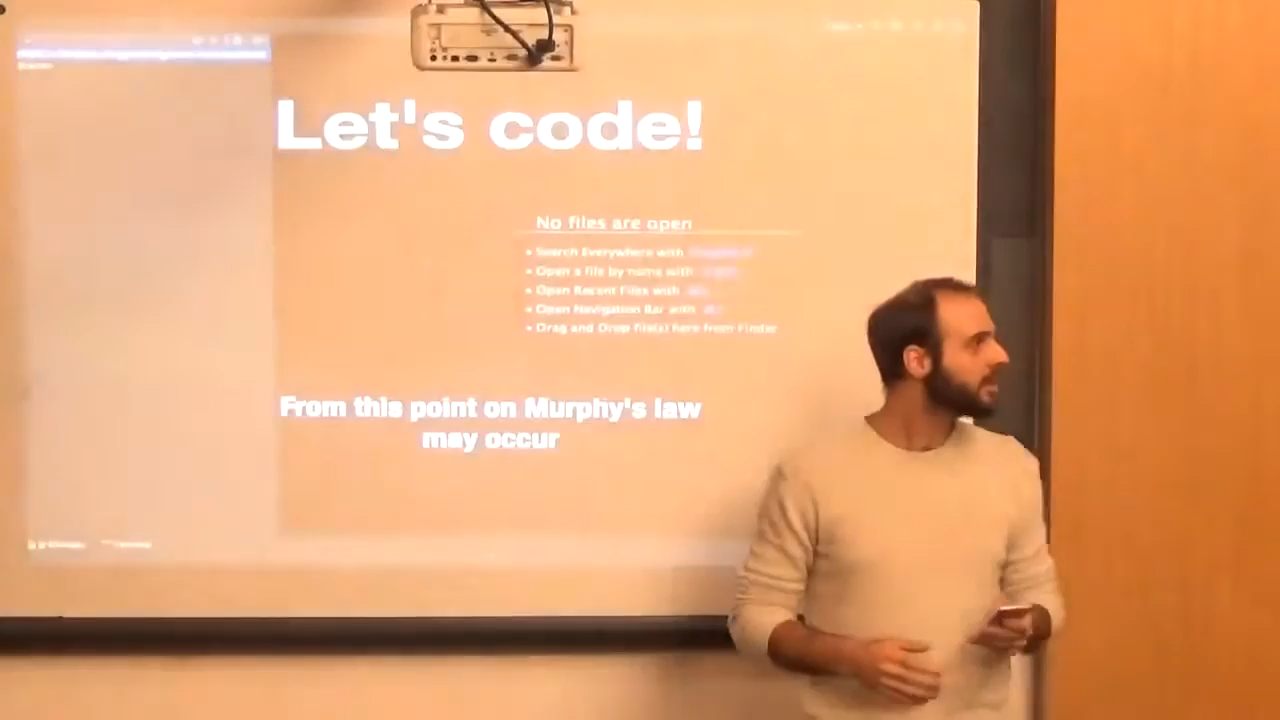 Let's code!
No files are open
• Search Everywhere with
• Open a file by name with
• Open Recent Files with
• Open Navigation Bar with
• Drag and Drop file(s) here from Finder
From this point on Murphy's law
may occur